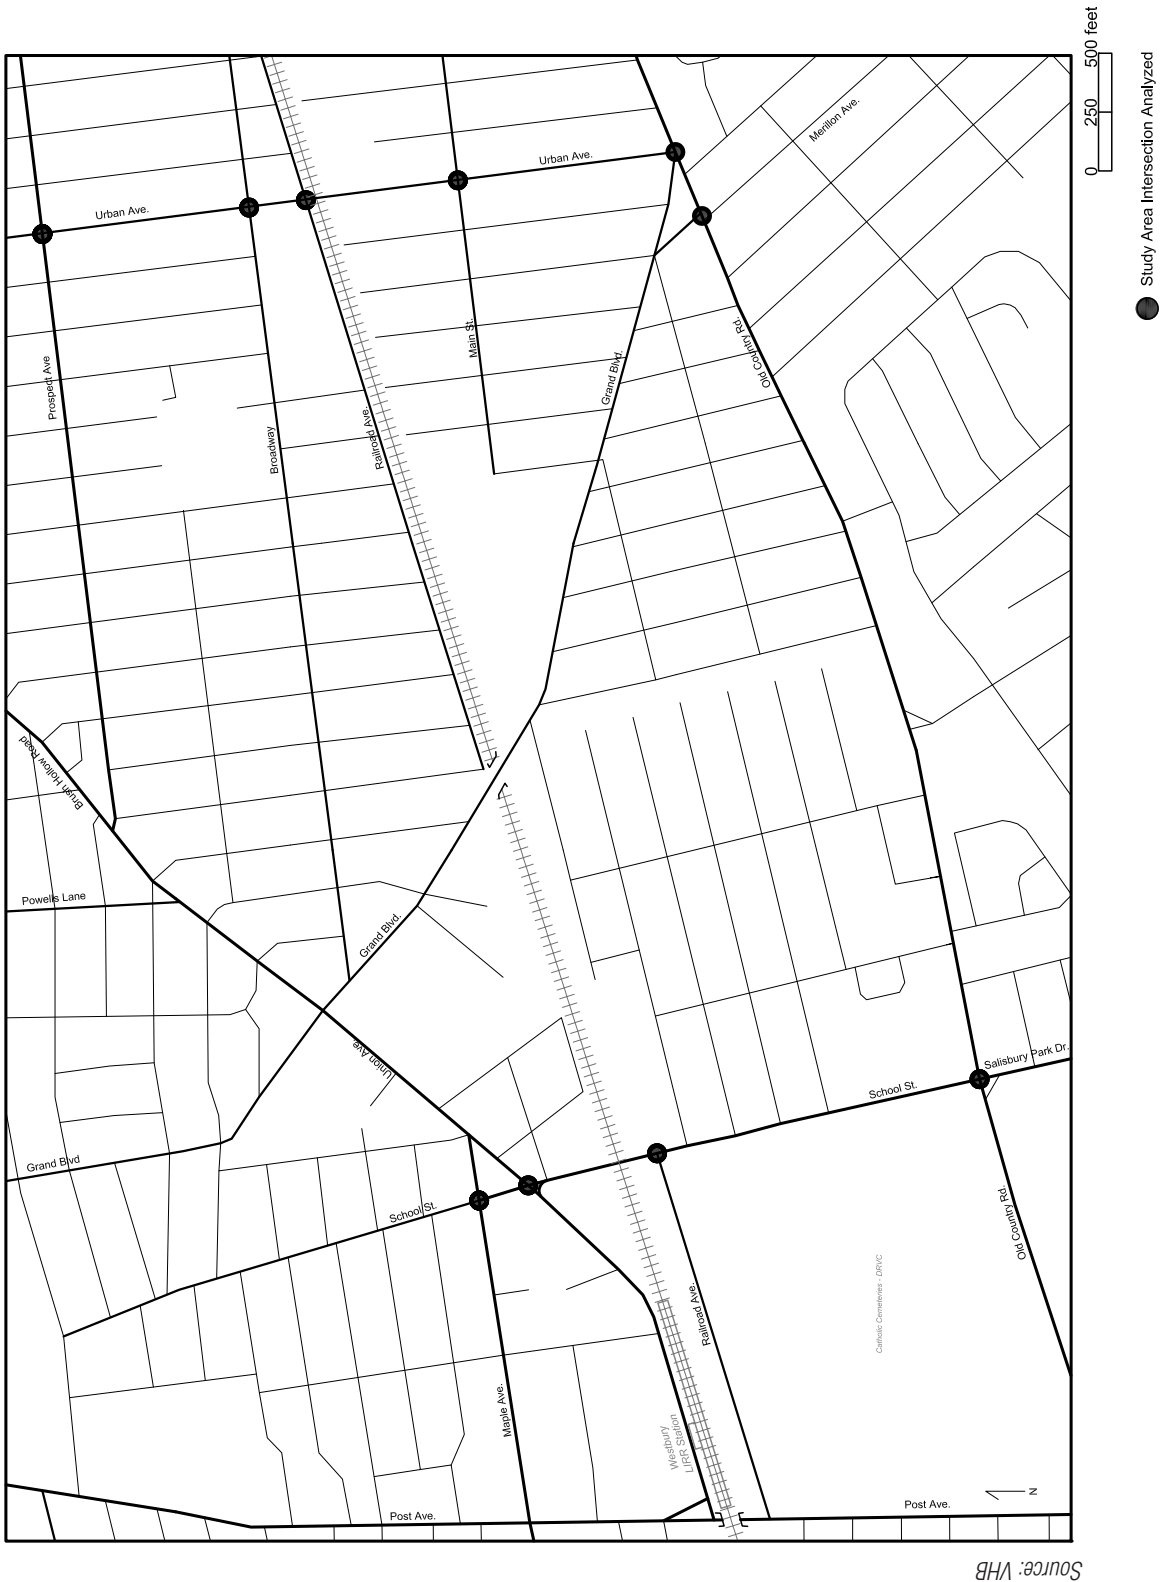 0
250
500 feet
Study Area Intersection Analyzed
Merillon Ave.
Urban Ave.
Urban Ave.
Prospect Ave
Broadway
Railroad Ave.
Main St.
Grand Blvd.
Old Country Rd.
Brush Hollow Road
Powells Lane
Grand Blvd.
Union Ave.
Grand Blvd
School St.
School St.
Salisbury Park Dr.
Old Country Rd.
Railroad Ave.
Catholic Cemeteries - DRVC
Maple Ave.
Westbury
LIRR Station
Post Ave.
Post Ave.
N
Source: VHB